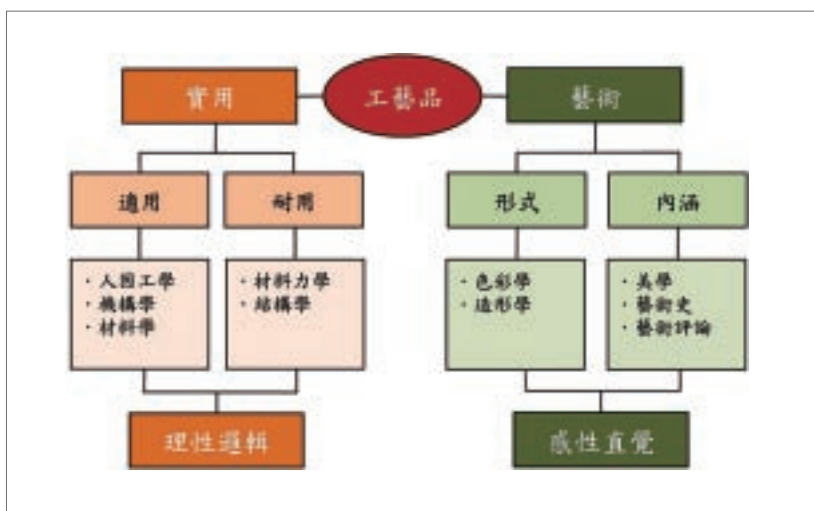 實用
工藝品
藝術
適用
耐用
形式
內涵
・人因工學
・機構學
・材料學
・材料力學
・結構學
・色彩學
・造形學
・美學
・藝術史
・藝術評論
理性邏輯
感性直覺